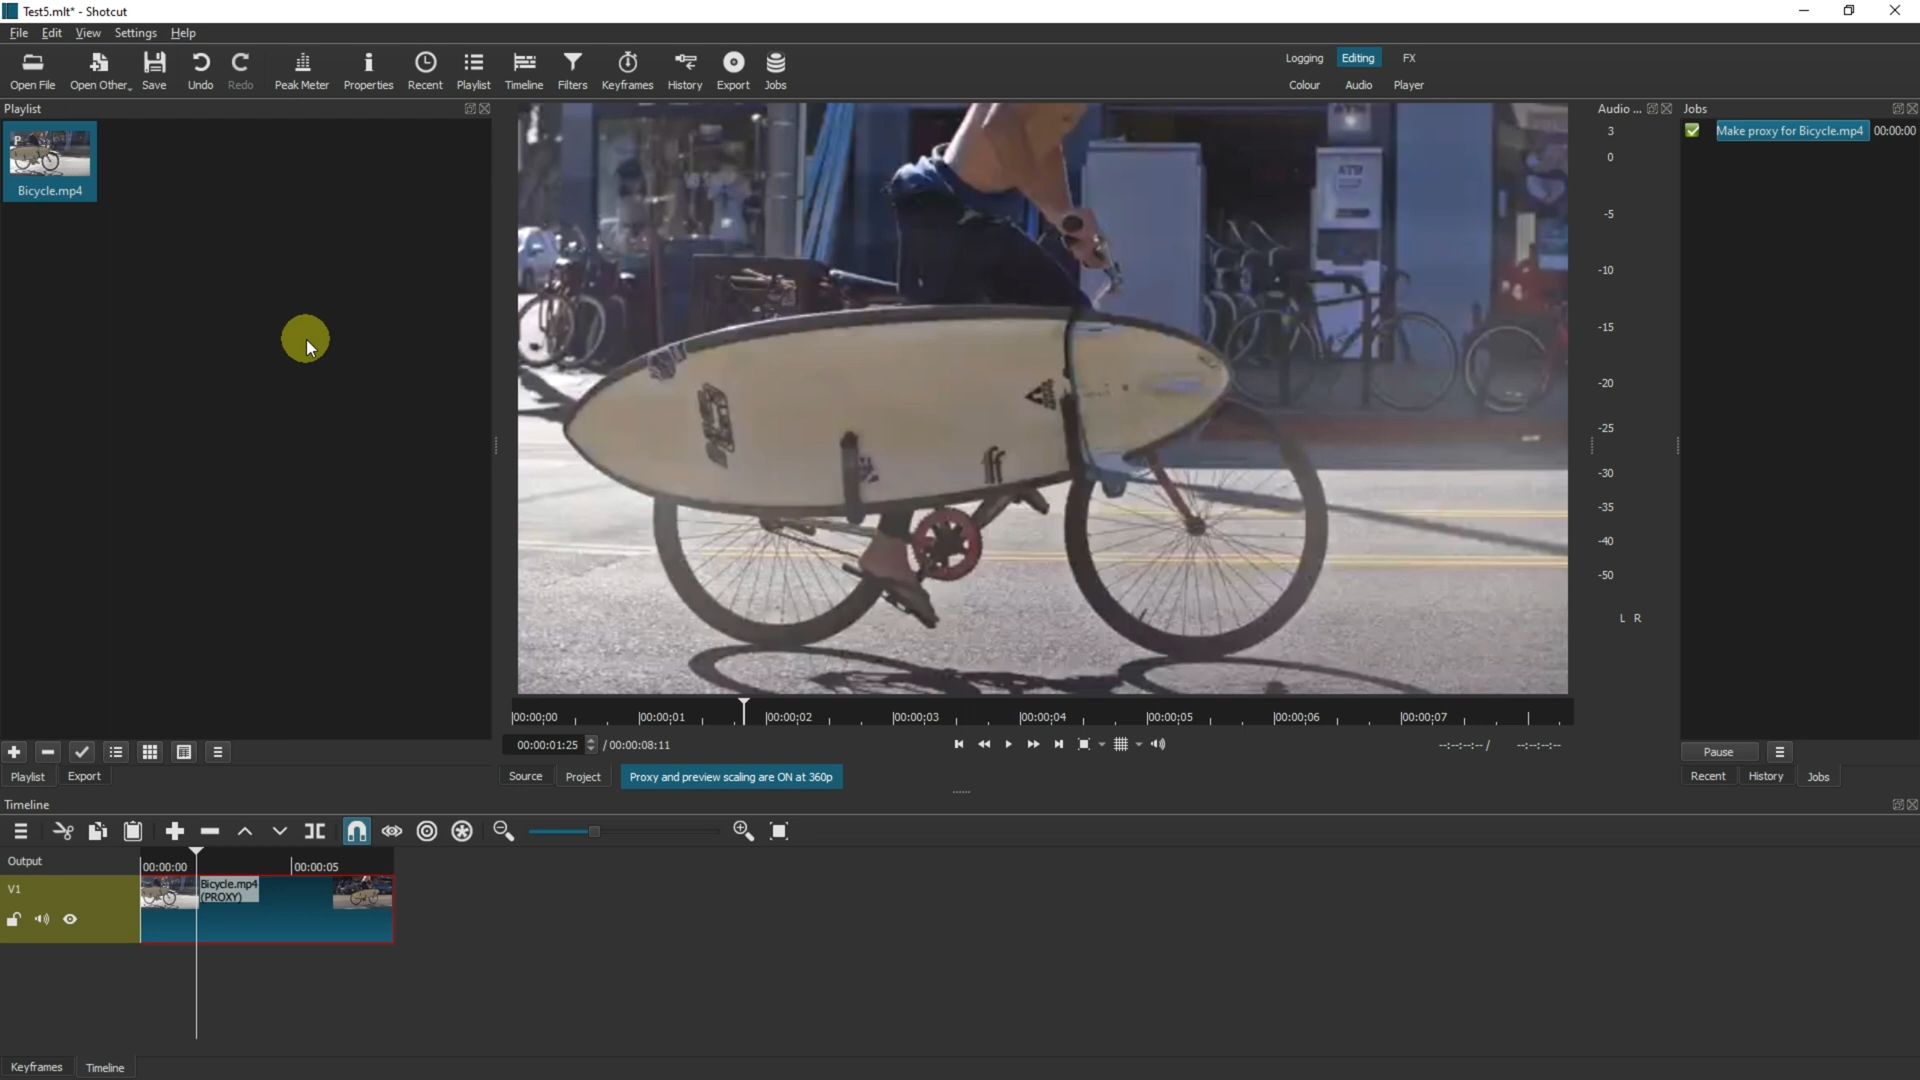 Test5.mlt* - Shotcut
File Edit View Settings Help
Open File Open Other Save Undo Redo Peak Meter Properties Recent Playlist Timeline Filters Keyframes History Export Jobs
Logging Editing FX
Colour Audio Player
Playlist
Audio ...
Jobs
P
Bicycle.mp4
Make proxy for Bicycle.mp4 00:00:00
ATM
3
0
-5
-10
-15
-20
-25
-30
-35
-40
-50
L R
00:00:00 00:00:01 00:00:02 00:00:03 00:00:04 00:00:05 00:00:06 00:00:07
00:00:01:25 / 00:00:08:11
--:--:--:-- / --:--:--:--
Pause
Playlist Export
Source Project Proxy and preview scaling are ON at 360p
Recent History Jobs
Timeline
Output
00:00:00 00:00:05
V1
Bicycle.mp4
(PROXY)
Keyframes Timeline